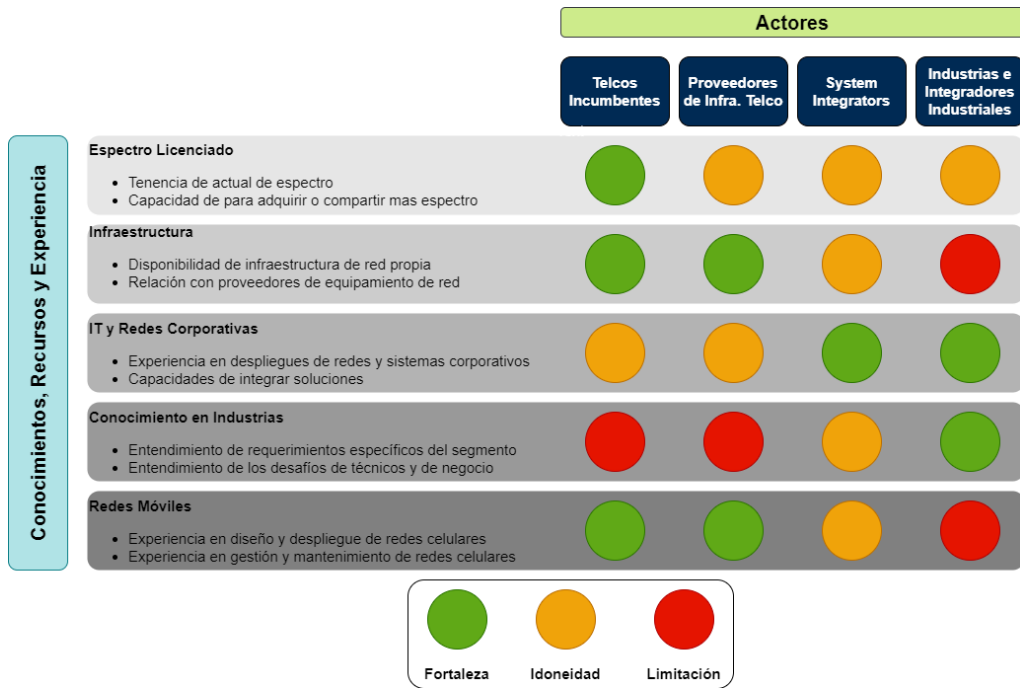 Actores
Telcos
Incumbentes
Proveedores
de Infra. Telco
System
Integrators
Industrias e
Integradores
Industriales
Conocimientos, Recursos y Experiencia
Espectro Licenciado
• Tenencia de actual de espectro
• Capacidad de para adquirir o compartir mas espectro
Infraestructura
• Disponibilidad de infraestructura de red propia
• Relación con proveedores de equipamiento de red
IT y Redes Corporativas
• Experiencia en despliegues de redes y sistemas corporativos
• Capacidades de integrar soluciones
Conocimiento en Industrias
• Entendimiento de requerimientos específicos del segmento
• Entendimiento de los desafíos de técnicos y de negocio
Redes Móviles
• Experiencia en diseño y despliegue de redes celulares
• Experiencia en gestión y mantenimiento de redes celulares
Fortaleza
Idoneidad
Limitación